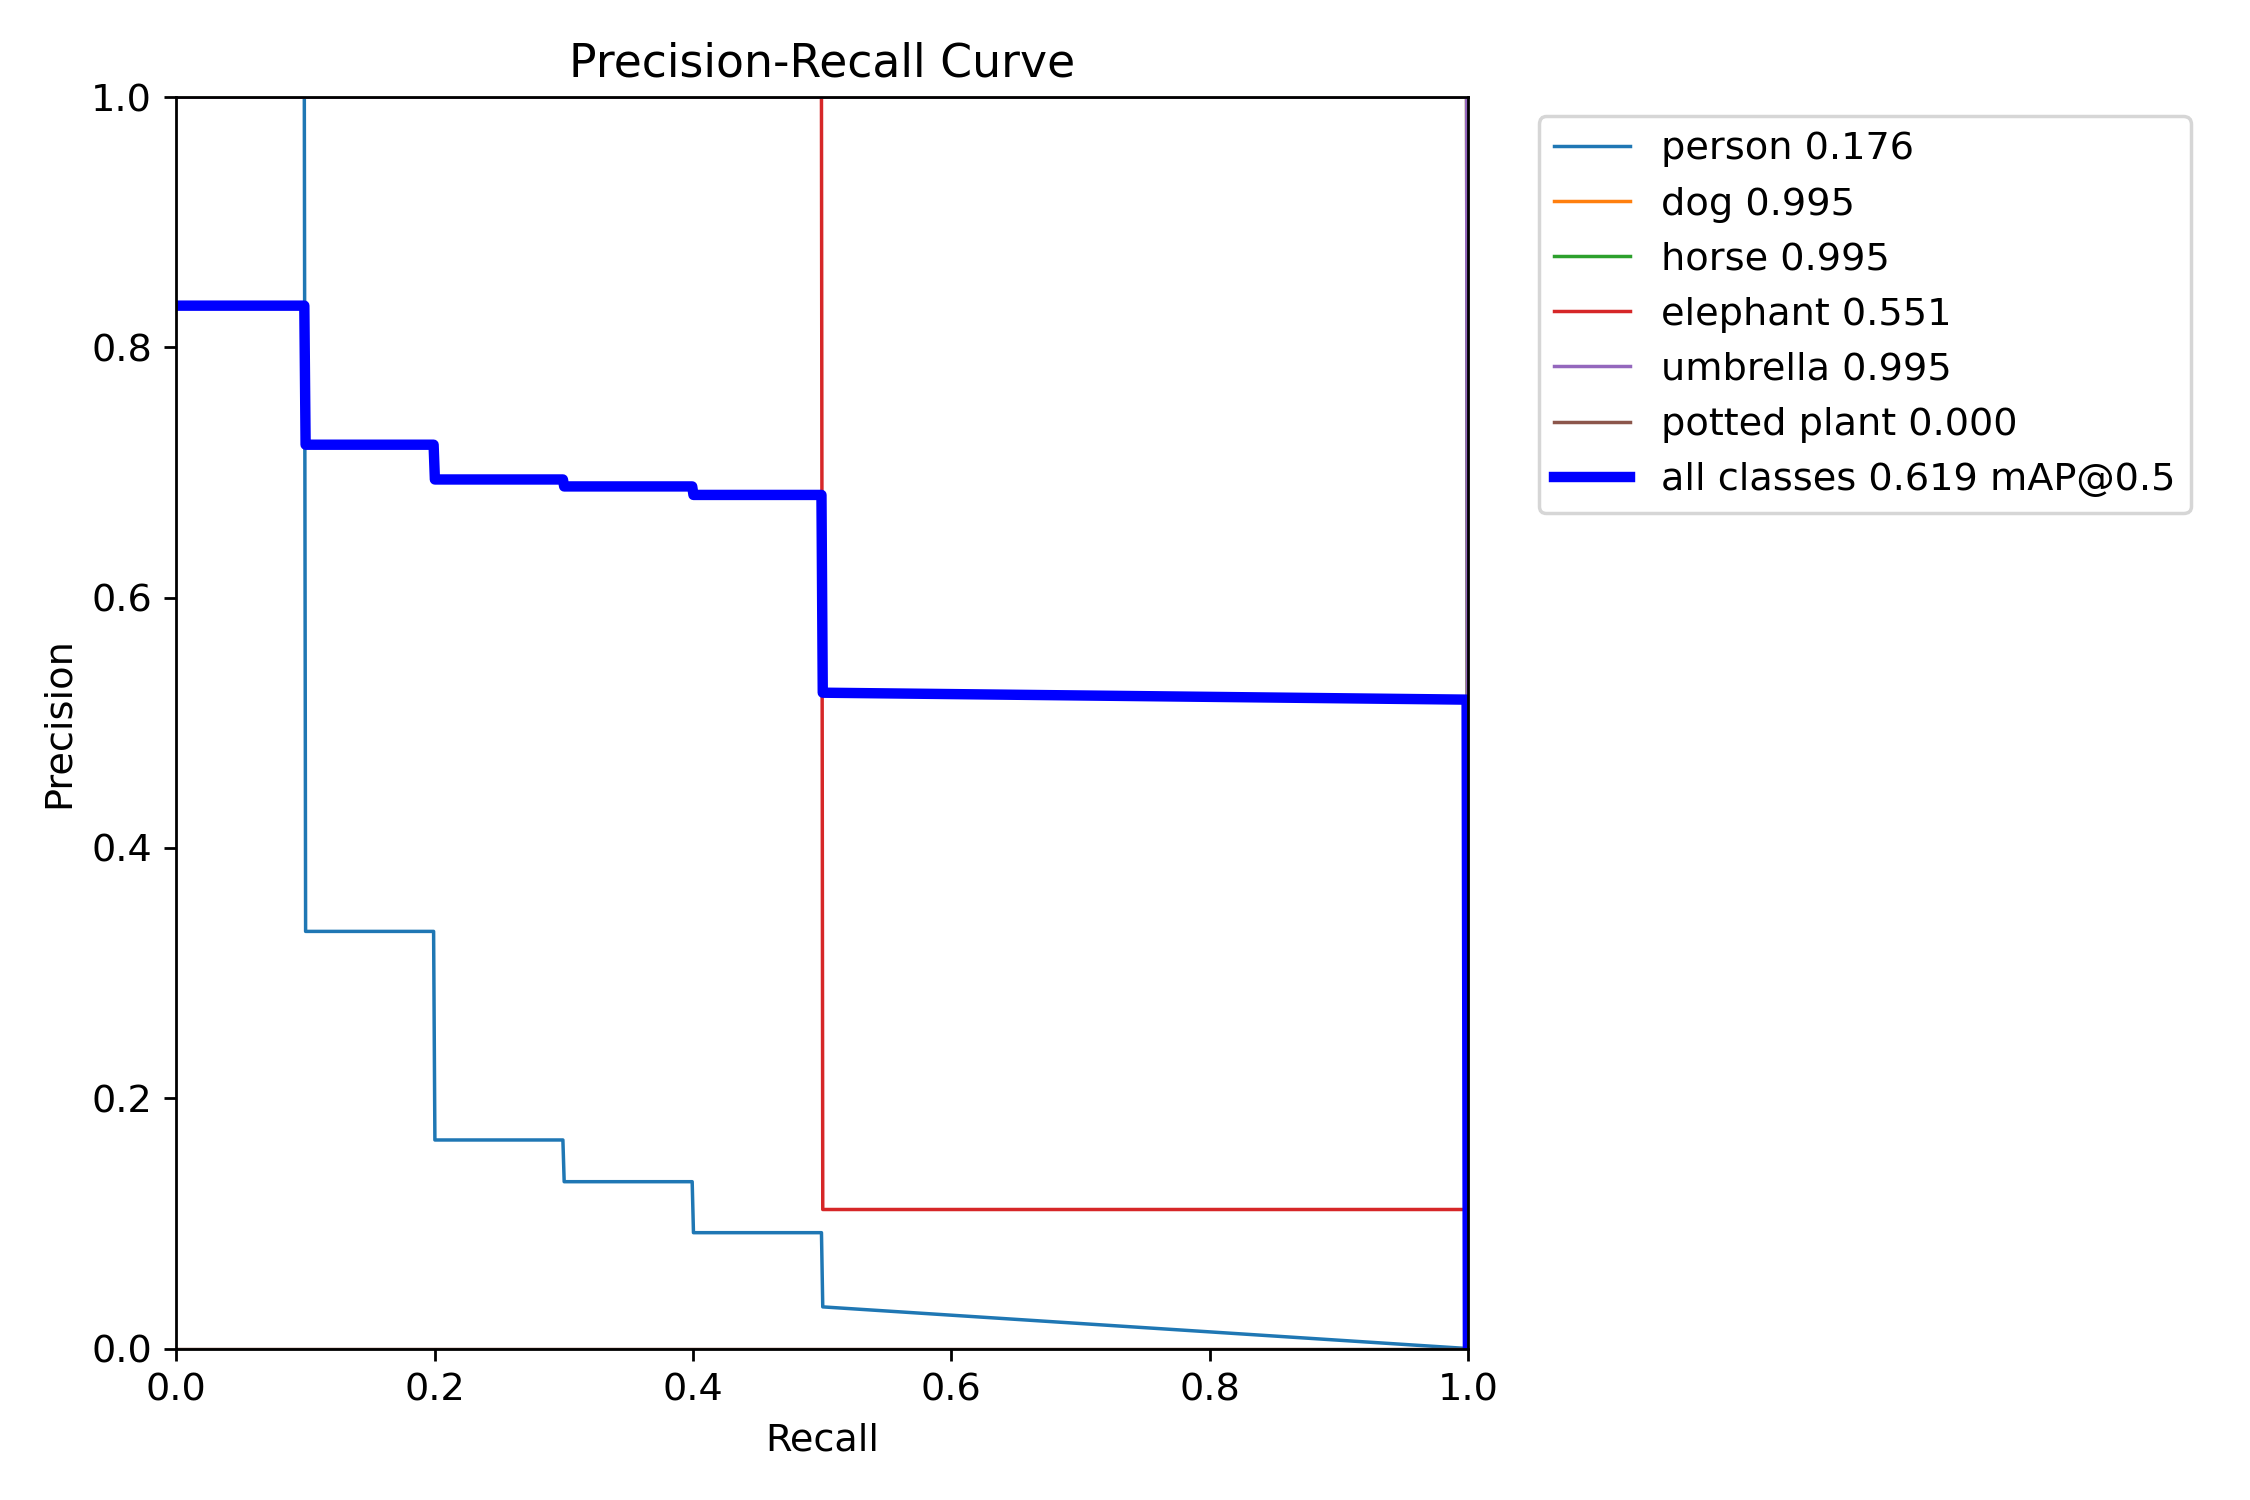 Precision-Recall Curve
1.0
0.8
0.6
0.4
0.2
0.0
Precision
0.0 0.2 0.4 0.6 0.8 1.0
Recall
person 0.176
dog 0.995
horse 0.995
elephant 0.551
umbrella 0.995
potted plant 0.000
all classes 0.619 mAP@0.5